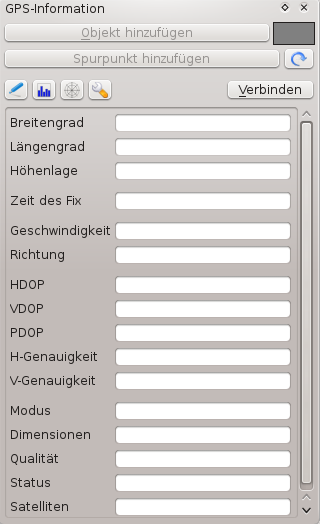 GPS-Information
Objekt hinzufügen
Spurpunkt hinzufügen
Verbinden
Breitengrad
Längengrad
Höhenlage
Zeit des Fix
Geschwindigkeit
Richtung
HDOP
VDOP
PDOP
H-Genauigkeit
V-Genauigkeit
Modus
Dimensionen
Qualität
Status
Satelliten